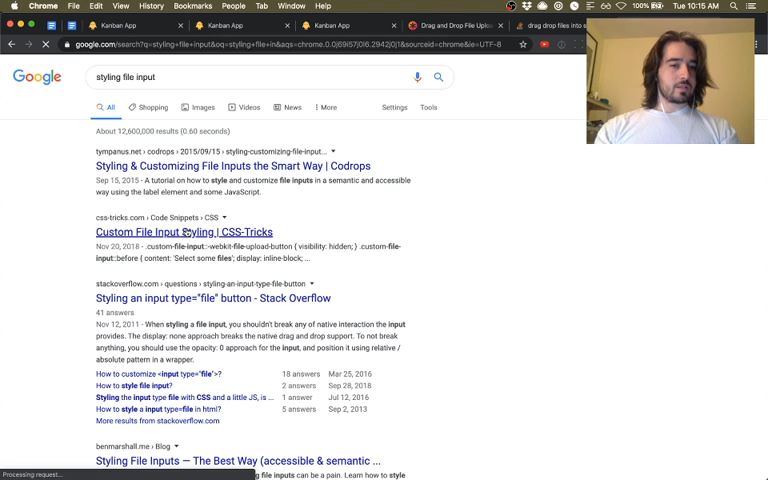 Chrome File Edit View History Bookmarks People Tab Window Help 100% Tue 10:15 AM
Kanban App Kanban App Kanban App Drag and Drop File Uplo drag drop files into s
google.com/search?q=styling+file+input&oq=styling+file+in&aqs=chrome.0.0j69i57j0l6.2942j0j1&sourceid=chrome&ie=UTF-8
Google styling file input
All Shopping Images Videos News More Settings Tools
About 12,600,000 results (0.60 seconds)
tympanus.net › codrops › 2015/09/15 › styling-customizing-file-input...
Styling & Customizing File Inputs the Smart Way | Codrops
Sep 15, 2015 - A tutorial on how to style and customize file inputs in a semantic and accessible
way using the label element and some JavaScript.
css-tricks.com › Code Snippets › CSS
Custom File Input Styling | CSS-Tricks
Nov 20, 2018 - .custom-file-input::-webkit-file-upload-button { visibility: hidden; } .custom-file-
input::before { content: 'Select some files'; display: inline-block; ...
stackoverflow.com › questions › styling-an-input-type-file-button
Styling an input type="file" button - Stack Overflow
41 answers
Nov 12, 2011 - When styling a file input, you shouldn't break any of native interaction the input
provides. The display: none approach breaks the native drag and drop support. To not break
anything, you should use the opacity: 0 approach for the input, and position it using relative /
absolute pattern in a wrapper.
How to customize <input type="file">? 18 answers Mar 25, 2016
How to style file input? 2 answers Sep 28, 2018
Styling the input type file with CSS and a little JS, is ... 1 answer Jul 12, 2016
How to style a input type=file in html? 5 answers Sep 2, 2013
More results from stackoverflow.com
benmarshall.me › Blog
Styling File Inputs — The Best Way (accessible & semantic ...
Processing request... g file inputs can be a pain. Learn how to style